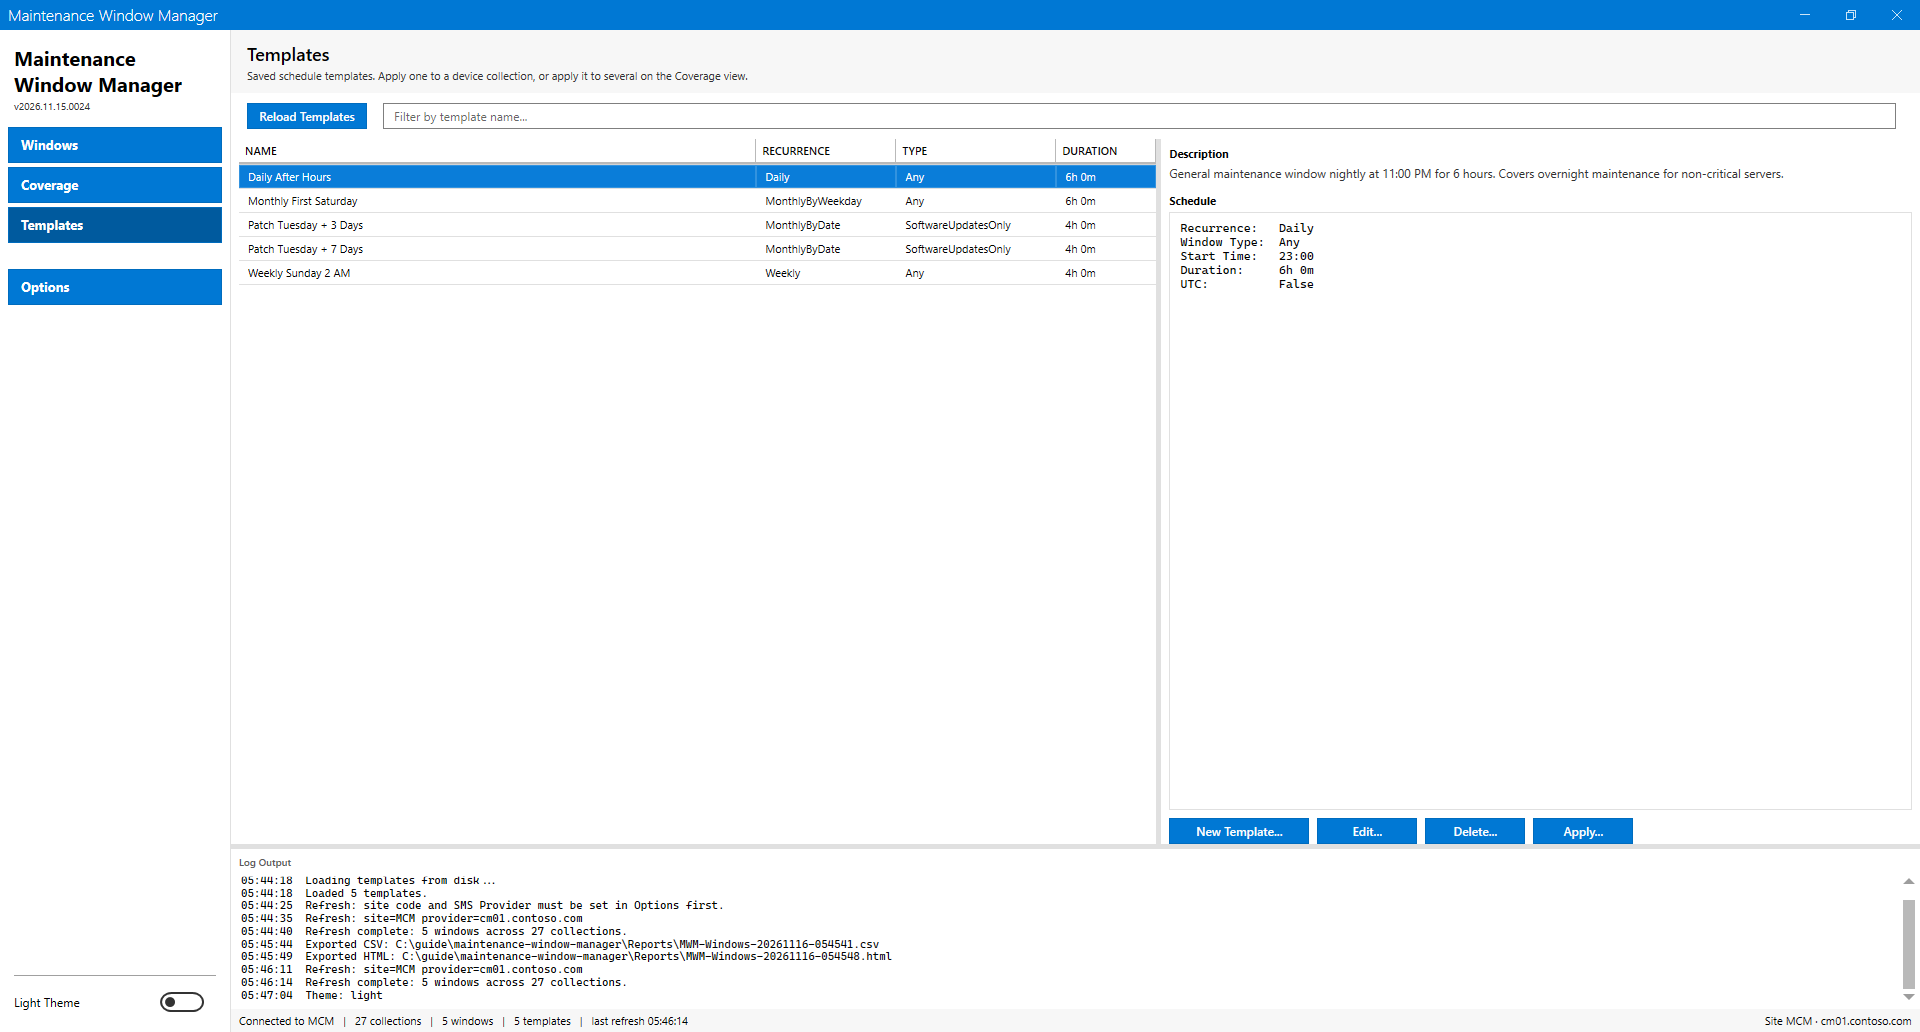 Maintenance Window Manager
Maintenance
Window Manager
v2026.11.15.0024
Windows
Coverage
Templates
Options
Light Theme
Templates
Saved schedule templates. Apply one to a device collection, or apply it to several on the Coverage view.
Reload Templates
Filter by template name...
NAME RECURRENCE TYPE DURATION
Daily After Hours Daily Any 6h 0m
Monthly First Saturday MonthlyByWeekday Any 6h 0m
Patch Tuesday + 3 Days MonthlyByDate SoftwareUpdatesOnly 4h 0m
Patch Tuesday + 7 Days MonthlyByDate SoftwareUpdatesOnly 4h 0m
Weekly Sunday 2 AM Weekly Any 4h 0m
Description
General maintenance window nightly at 11:00 PM for 6 hours. Covers overnight maintenance for non-critical servers.
Schedule
Recurrence: Daily
Window Type: Any
Start Time: 23:00
Duration: 6h 0m
UTC: False
New Template... Edit... Delete... Apply...
Log Output
05:44:18 Loading templates from disk...
05:44:18 Loaded 5 templates.
05:44:25 Refresh: site code and SMS Provider must be set in Options first.
05:44:35 Refresh: site=MCM provider=cm01.contoso.com
05:44:40 Refresh complete: 5 windows across 27 collections.
05:45:44 Exported CSV: C:\guide\maintenance-window-manager\Reports\MWM-Windows-20261116-054541.csv
05:45:49 Exported HTML: C:\guide\maintenance-window-manager\Reports\MWM-Windows-20261116-054548.html
05:46:11 Refresh: site=MCM provider=cm01.contoso.com
05:46:14 Refresh complete: 5 windows across 27 collections.
05:47:04 Theme: light
Connected to MCM | 27 collections | 5 windows | 5 templates | last refresh 05:46:14
Site MCM · cm01.contoso.com